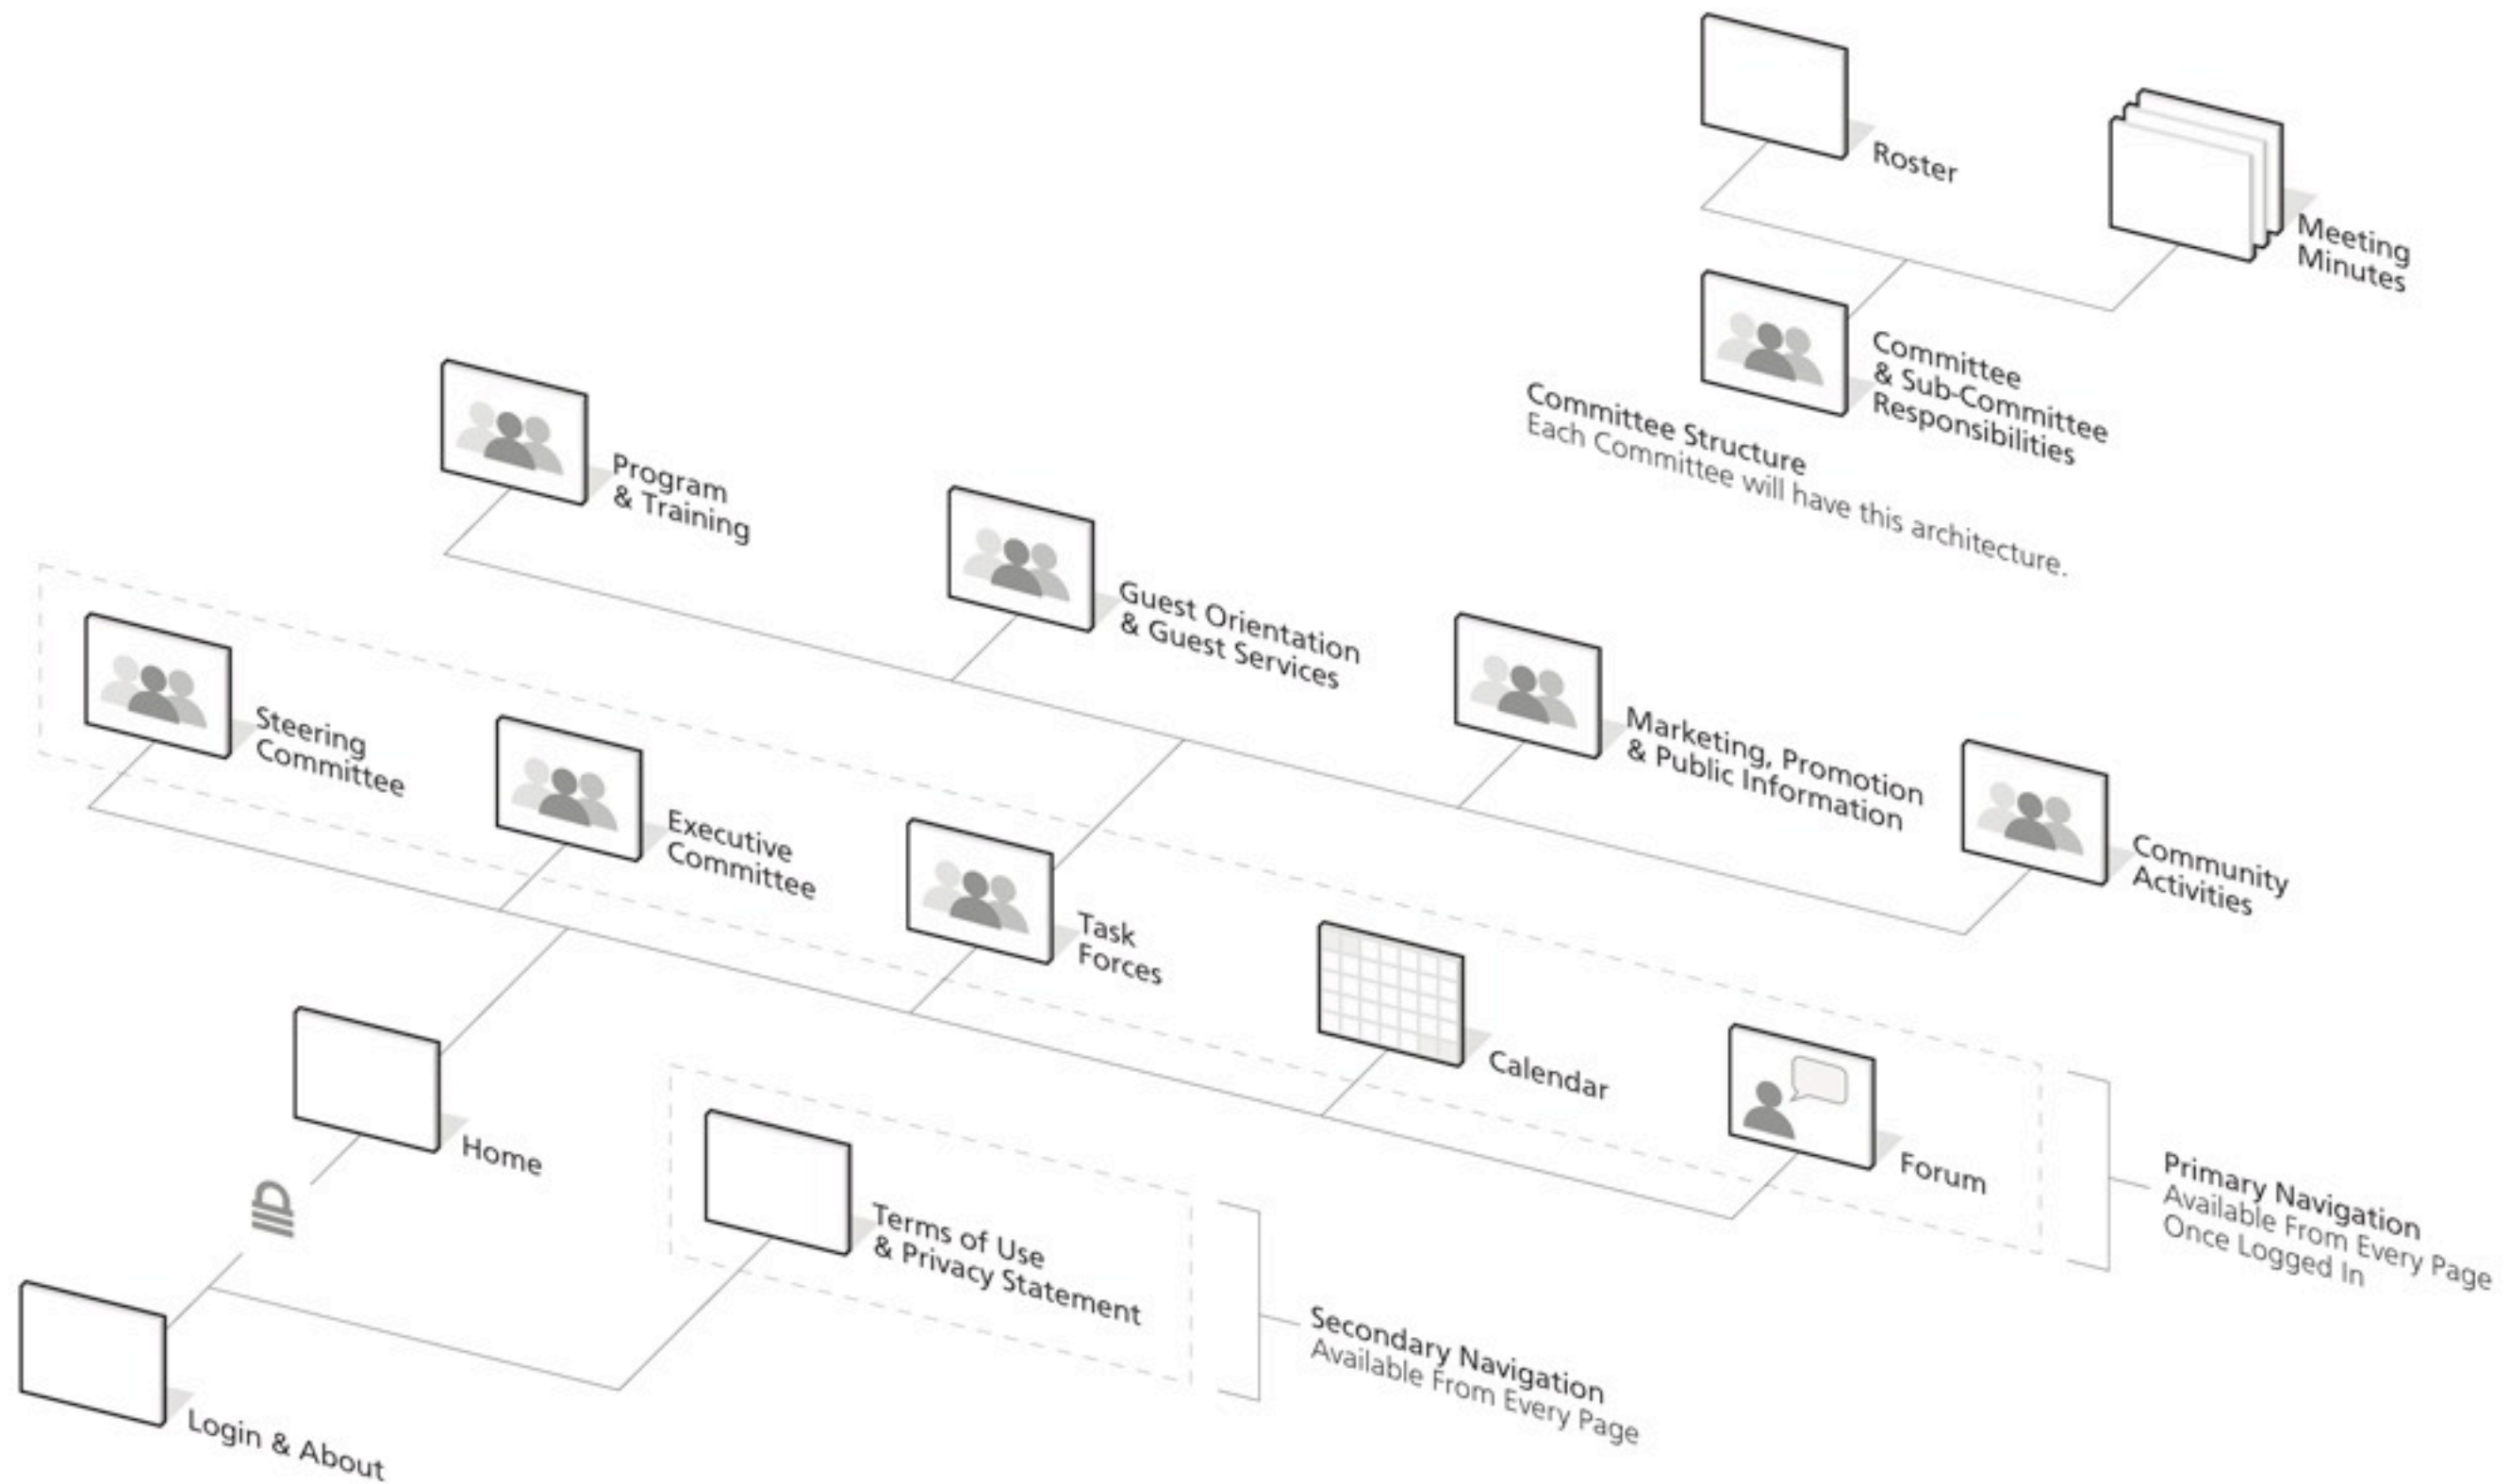 Roster
Meeting
Minutes
Committee
& Sub-Committee
Responsibilities
Committee Structure
Each Committee will have this architecture.
Program
& Training
Guest Orientation
& Guest Services
Marketing, Promotion
& Public Information
Community
Activities
Steering
Committee
Executive
Committee
Task
Forces
Calendar
Forum
Primary Navigation
Available From Every Page
Once Logged In
Home
Terms of Use
& Privacy Statement
Secondary Navigation
Available From Every Page
Login & About